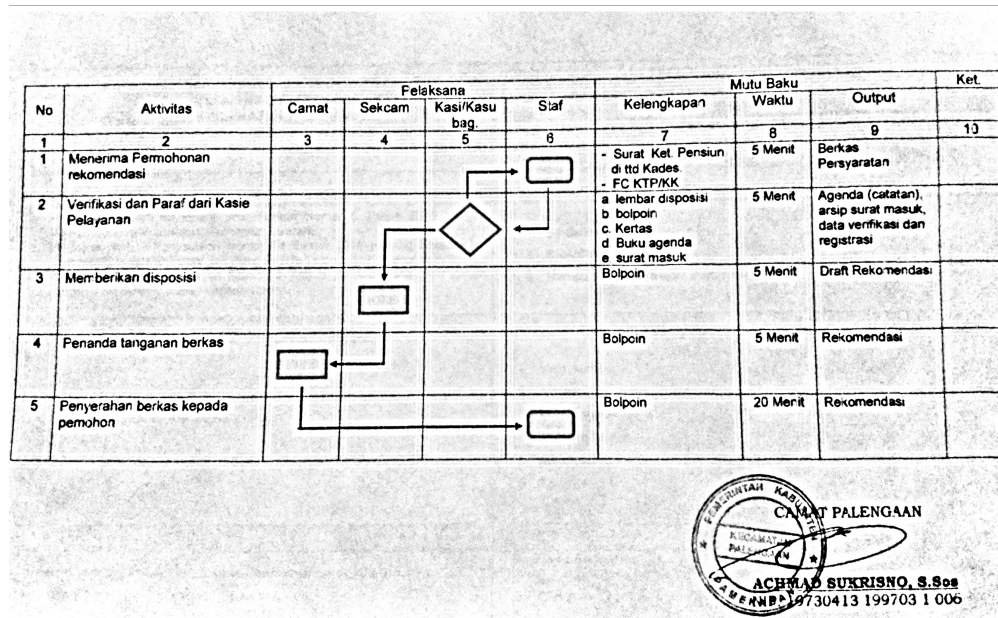 Pelaksana Mutu Baku Ket.
No Aktivitas Camat Sekcam Kasi/Kasu Staf Kelengkapan Waktu Output
bag.
1 2 3 4 5 6 7 8 9 10
1 Menerima Permohonan - Surat Ket. Pensiun 5 Menit Berkas
rekomendasi di ttd Kades. Persyaratan
- FC KTP/KK
2 Verifikasi dan Paraf dari Kasie a lembar disposisi 5 Menit Agenda (catatan),
Pelayanan b bolpoin arsip surat masuk,
c. Kertas data verifikasi dan
d Buku agenda registrasi
e surat masuk
3 Memberikan disposisi Bolpoin 5 Menit Draft Rekomendasi
4 Penanda tanganan berkas Bolpoin 5 Menit Rekomendasi
5 Penyerahan berkas kepada Bolpoin 20 Menit Rekomendasi
pemohon
PEMERINTAH KABUPATEN
CAMAT PALENGAAN
KECAMATAN
PALENGAAN
ACHMAD SUKRISNO, S.Sos
19730413 199703 1 006